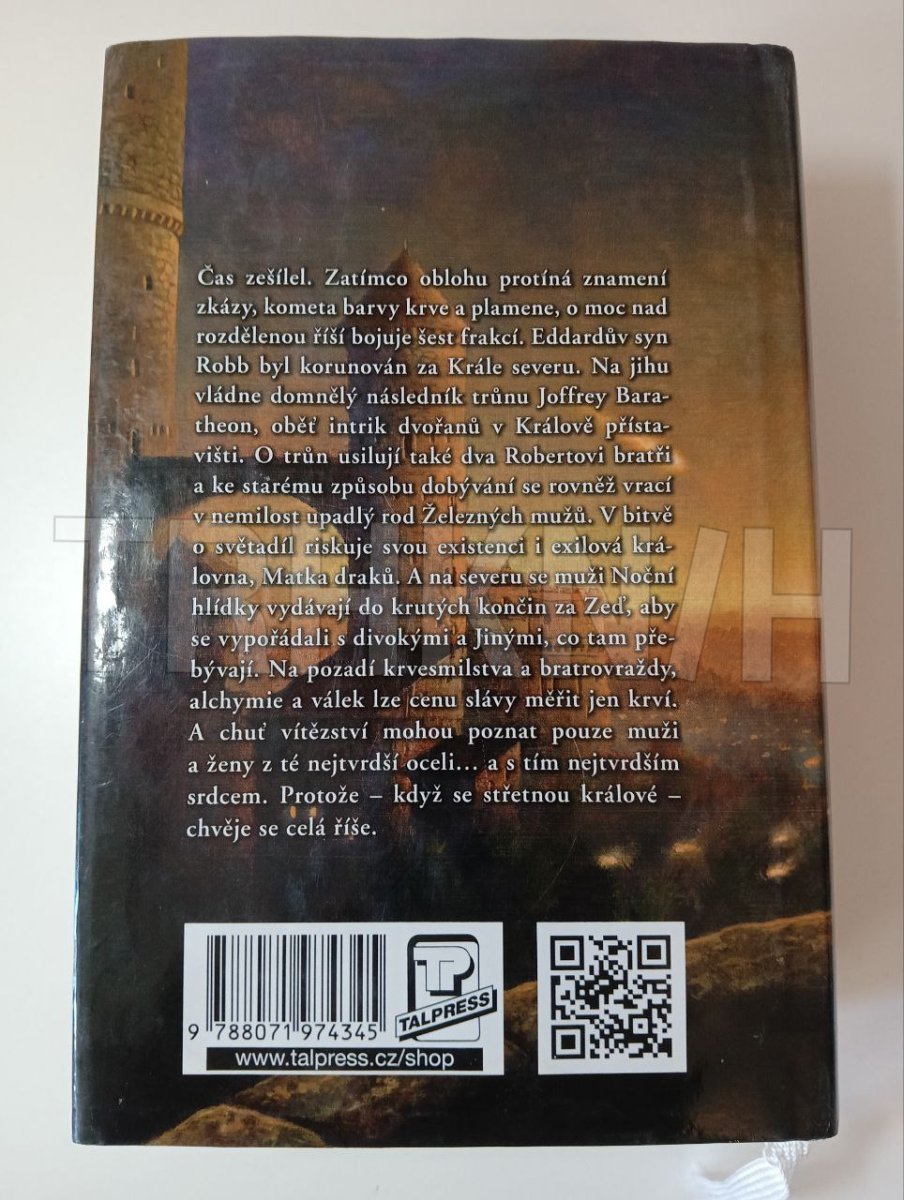 Čas zešílel. Zatímco oblohu protíná znamení
zkázy, kometa barvy krve a plamene, o moc nad
rozdělenou říší bojuje šest frakcí. Eddardův syn
Robb byl korunován za Krále severu. Na jihu
vládne domnělý následník trůnu Joffrey Bara-
theon, oběť intrik dvořanů v Králově přísta-
višti. O trůn usilují také dva Robertovi bratři
a ke starému způsobu dobývání se rovněž vrací
v nemilost upadlý rod Železných mužů. V bitvě
o světadíl riskuje svou existenci i exilová krá-
lovna, Matka draků. A na severu se muži Noční
hlídky vydávají do krutých končin za Zeď, aby
se vypořádali s divokými a Jinými, co tam pře-
bývají. Na pozadí krvesmilstva a bratrovraždy,
alchymie a válek lze cenu slávy měřit jen krví.
A chuť vítězství mohou poznat pouze muži
a ženy z té nejtvrdší oceli... a s tím nejtvrdším
srdcem. Protože – když se střetnou králové –
chvěje se celá říše.
TP
TALPRESS
9 788071 974345
www.talpress.cz/shop